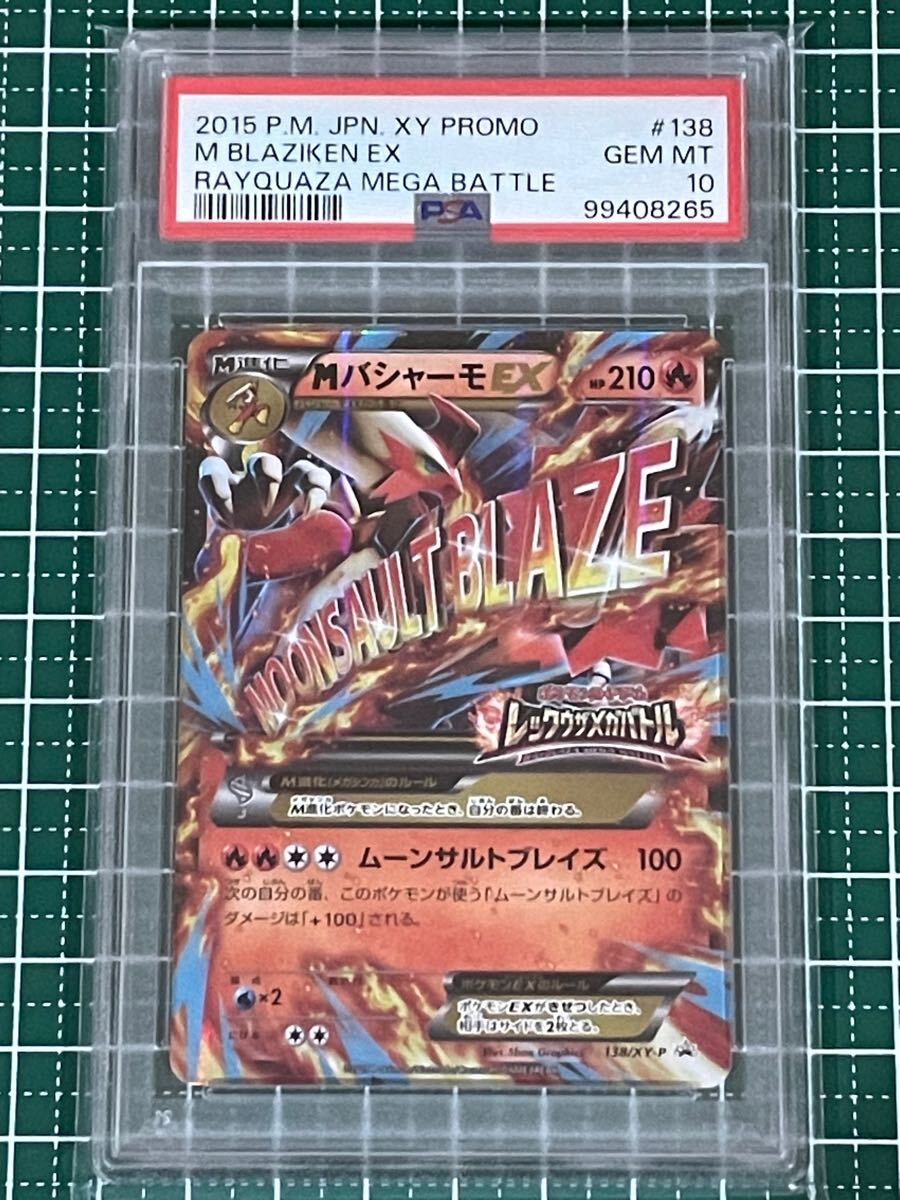 2015 P.M. JPN. XY PROMO #138
M BLAZIKEN EX GEM MT
RAYQUAZA MEGA BATTLE 10
PSA 99408265
M進化
MバシャーモEX HP210
MOONSAULT BLAZE
レックウザメガバトル
M進化(メガシンカ)のルール
M進化ポケモンになったとき、自分の番は終わる。
ムーンサルトブレイズ 100
次の自分の番、このポケモンが使う「ムーンサルトブレイズ」の
ダメージは「+100」される。
×2
ポケモンEXのルール
ポケモンEXがきぜつしたとき、
相手はサイドを2枚とる。
138/XY-P